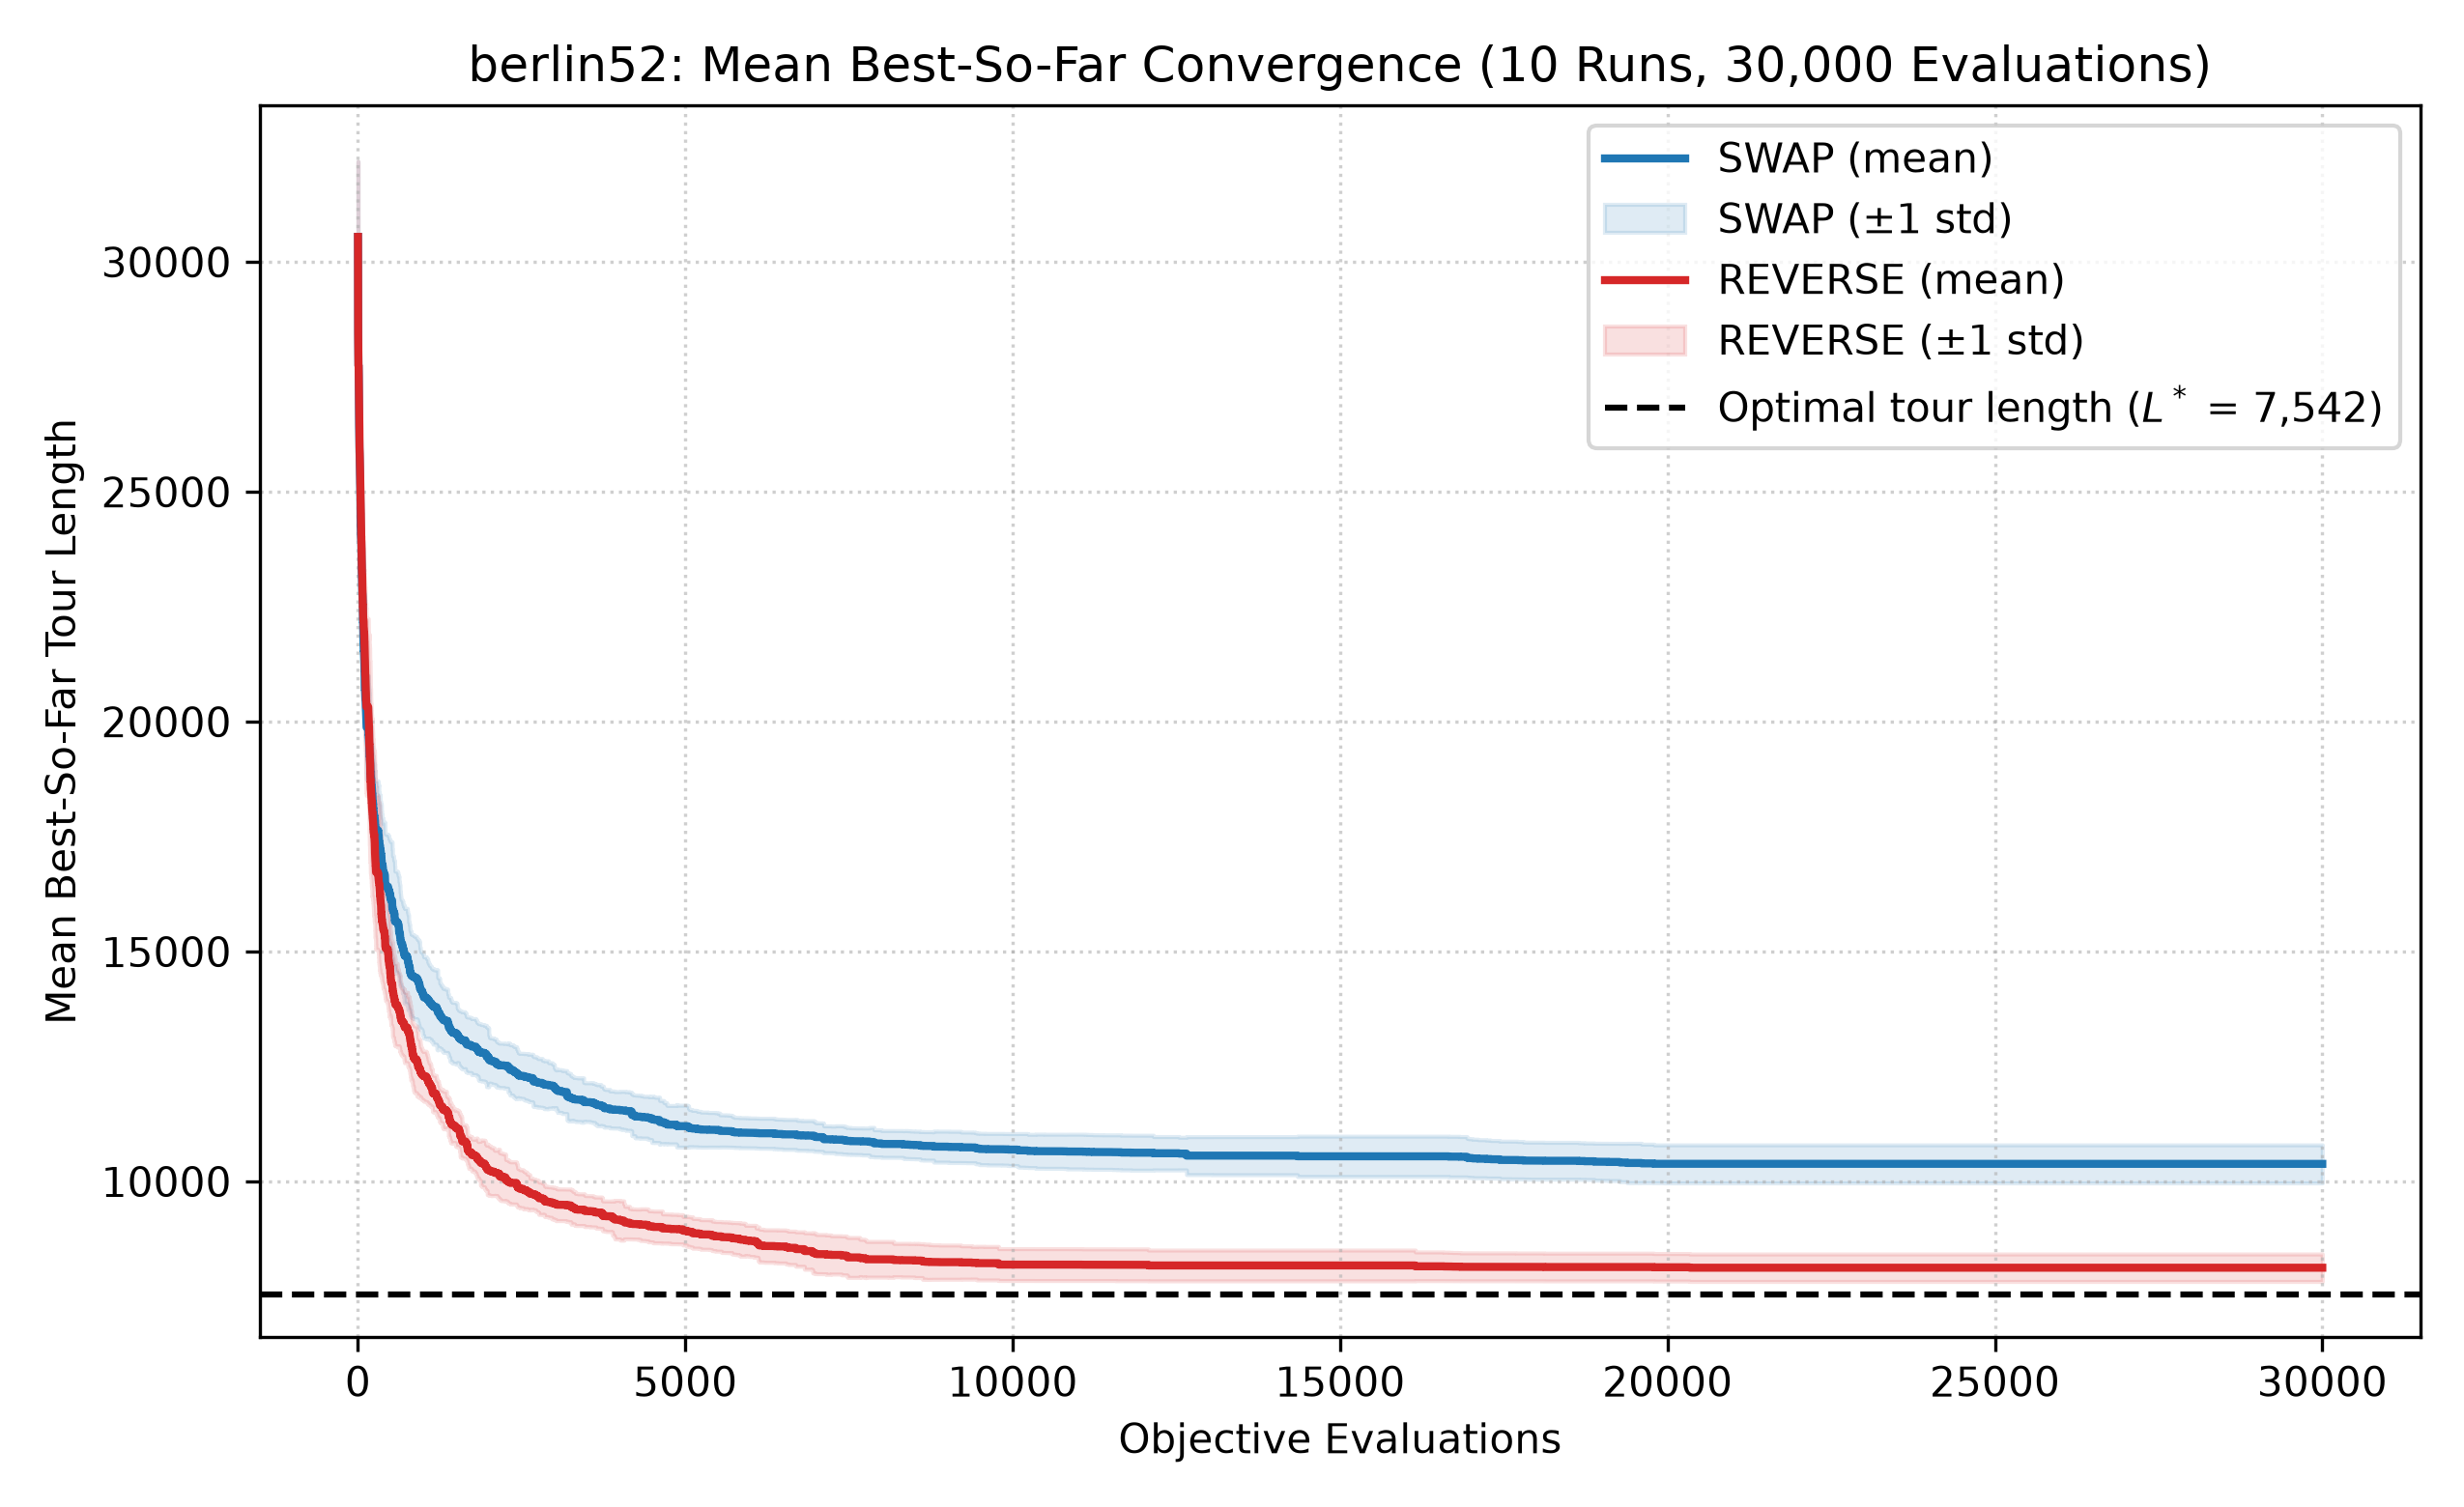 berlin52: Mean Best-So-Far Convergence (10 Runs, 30,000 Evaluations)
SWAP (mean)
SWAP (±1 std)
REVERSE (mean)
REVERSE (±1 std)
Optimal tour length (L* = 7,542)
Mean Best-So-Far Tour Length
30000
25000
20000
15000
10000
0 5000 10000 15000 20000 25000 30000
Objective Evaluations